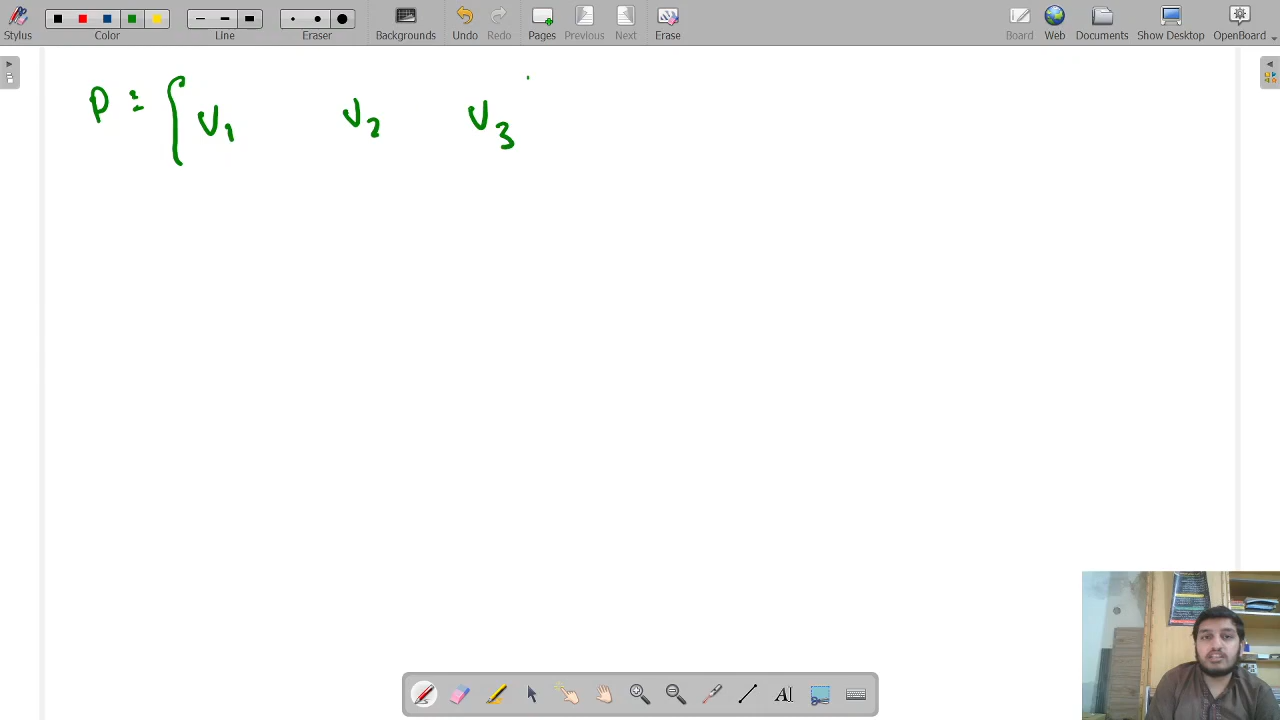 Stylus Color Line Eraser Backgrounds Undo Redo Pages Previous Next Erase Board Web Documents Show Desktop OpenBoard
P = [ V1 V2 V3